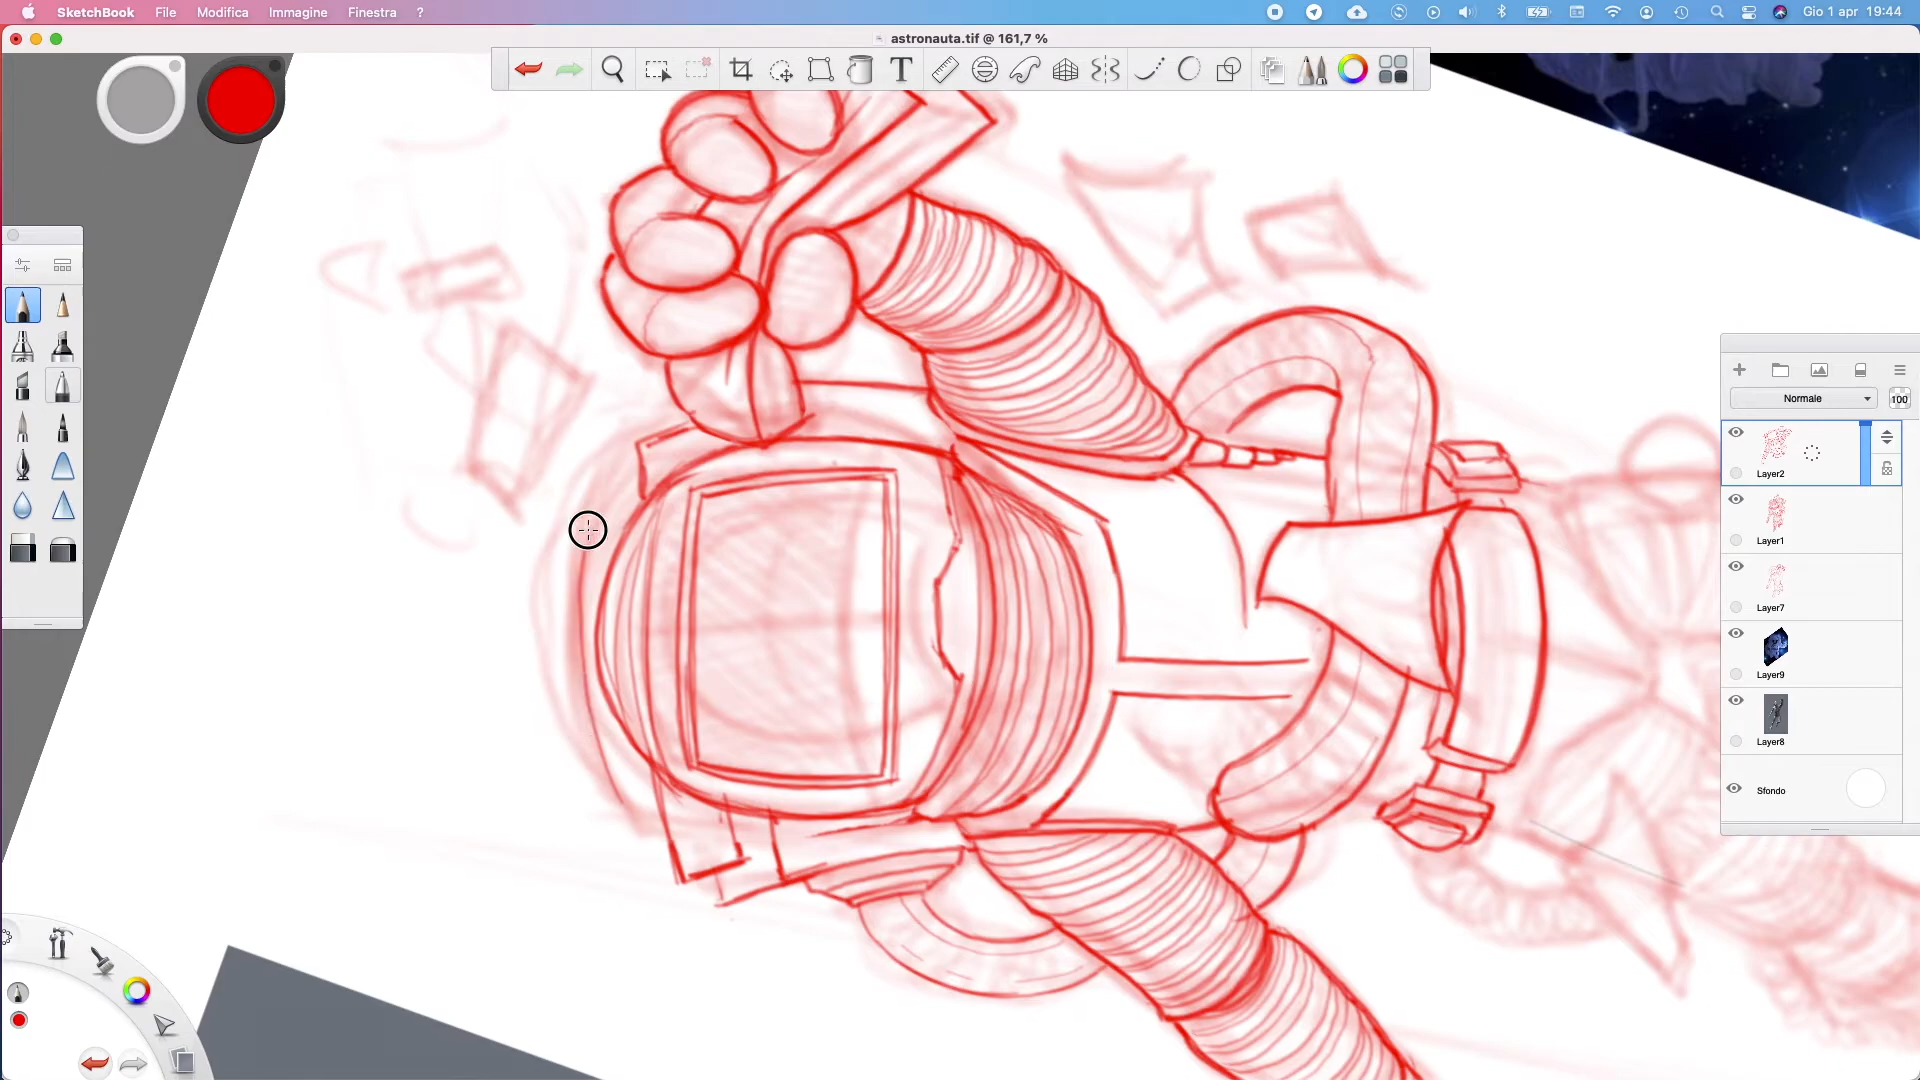 SketchBook File Modifica Immagine Finestra ? Gio 1 apr 19:44
astronauta.tif @ 161,7 %
T
Normale 100
Layer2
Layer1
Layer7
Layer9
Layer8
Sfondo